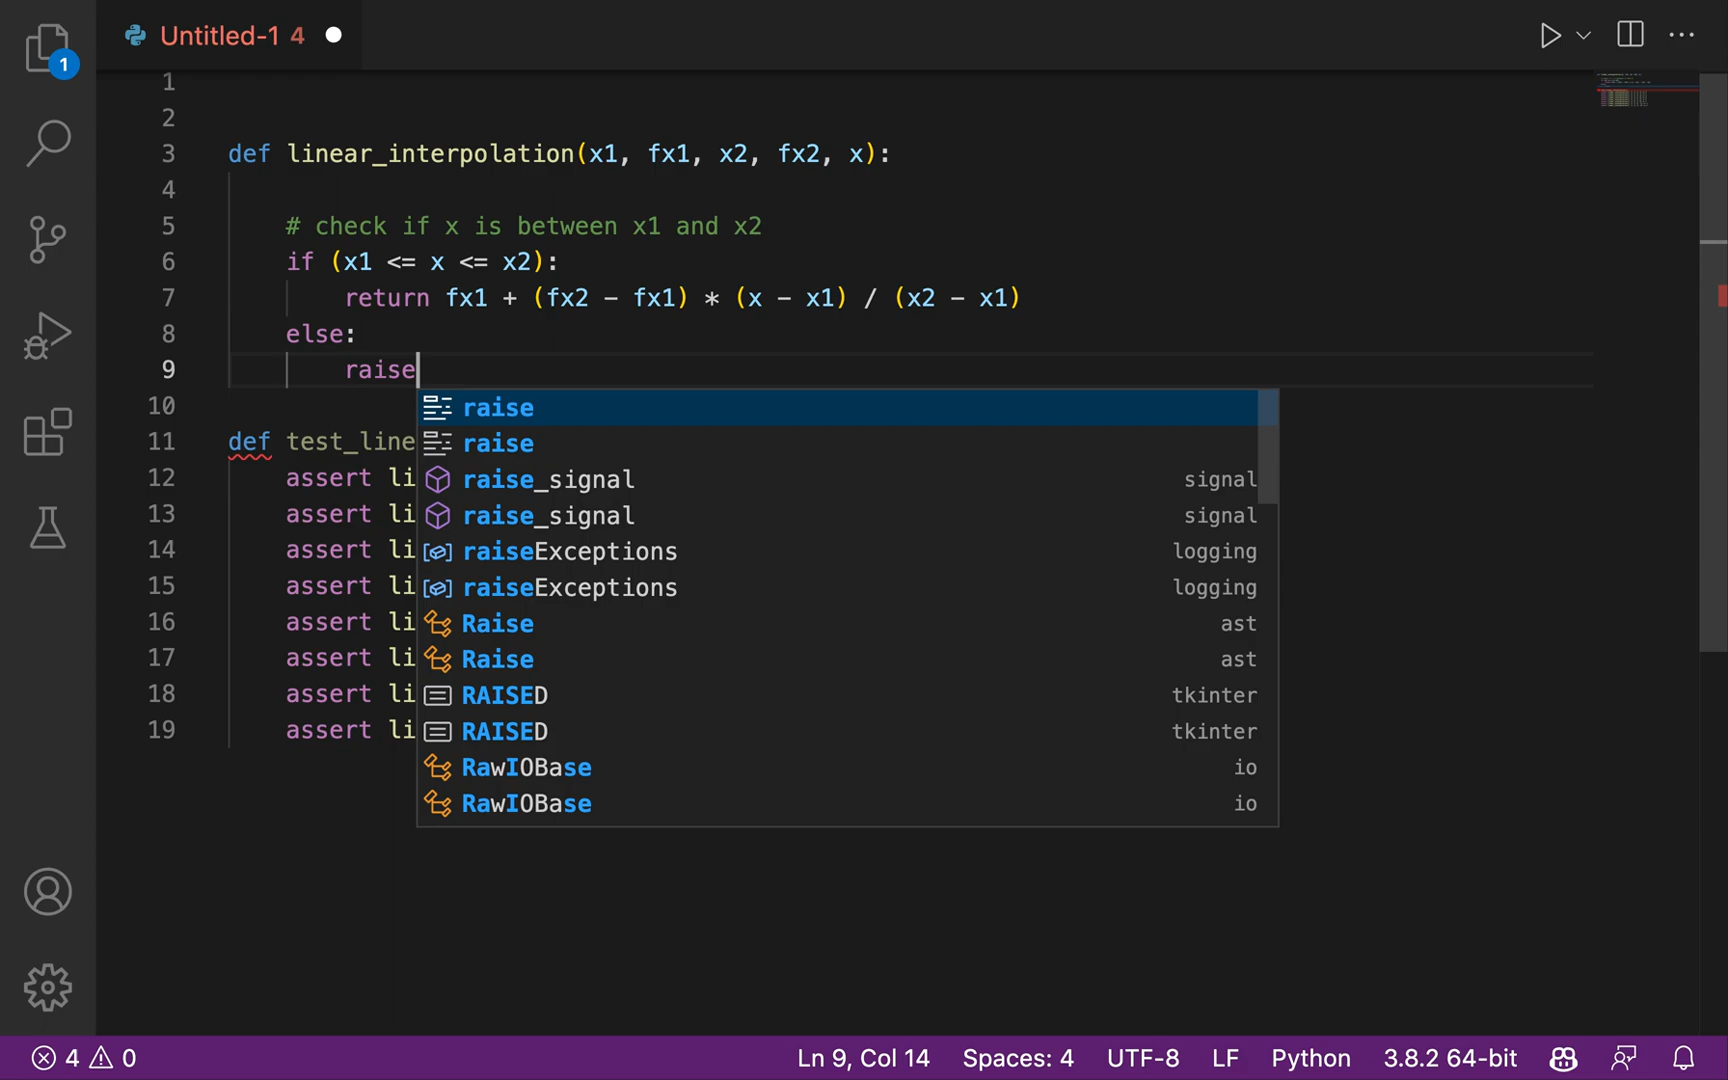 Untitled-1 4
1
1
2
3 def linear_interpolation(x1, fx1, x2, fx2, x):
4
5 # check if x is between x1 and x2
6 if (x1 <= x <= x2):
7 return fx1 + (fx2 - fx1) * (x - x1) / (x2 - x1)
8 else:
9 raise
10 raise
11 def test_line raise
12 assert li raise_signal signal
13 assert li raise_signal signal
14 assert li raiseExceptions logging
15 assert li raiseExceptions logging
16 assert li Raise ast
17 assert li Raise ast
18 assert li RAISED tkinter
19 assert li RAISED tkinter
RawIOBase io
RawIOBase io
4 0 Ln 9, Col 14 Spaces: 4 UTF-8 LF Python 3.8.2 64-bit